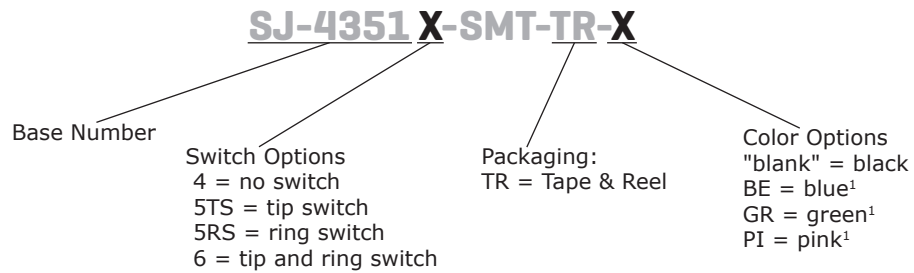 SJ-4351 X-SMT-TR-X
Base Number
Switch Options
4 = no switch
5TS = tip switch
5RS = ring switch
6 = tip and ring switch
Packaging:
TR = Tape & Reel
Color Options
"blank" = black
BE = blue¹
GR = green¹
PI = pink¹